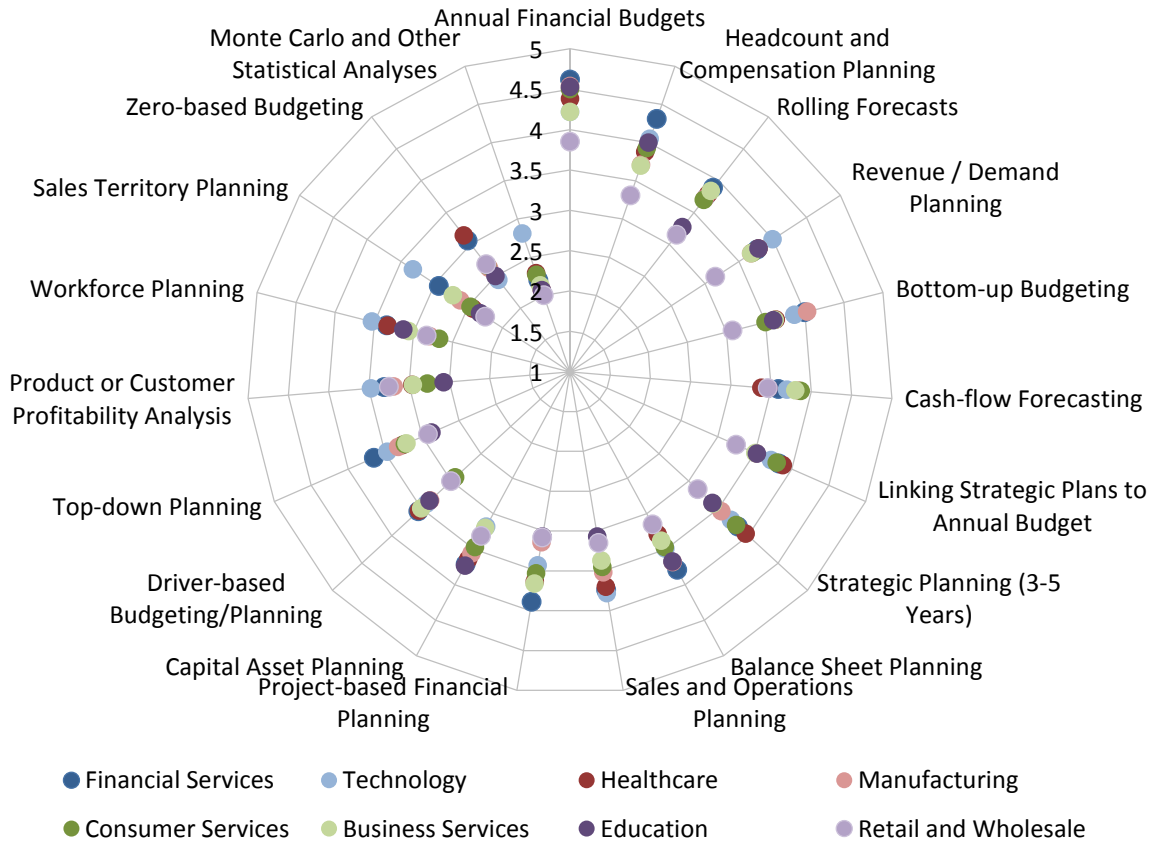 Annual Financial Budgets
Monte Carlo and Other
Statistical Analyses
Headcount and
Compensation Planning
Zero-based Budgeting
Rolling Forecasts
Sales Territory Planning
Revenue / Demand
Planning
Workforce Planning
Bottom-up Budgeting
Product or Customer
Profitability Analysis
Cash-flow Forecasting
Top-down Planning
Linking Strategic Plans to
Annual Budget
Driver-based
Budgeting/Planning
Strategic Planning (3-5
Years)
Capital Asset Planning
Balance Sheet Planning
Project-based Financial
Planning
Sales and Operations
Planning
5
4.5
4
3.5
3
2.5
2
1.5
1
Financial Services
Technology
Healthcare
Manufacturing
Consumer Services
Business Services
Education
Retail and Wholesale